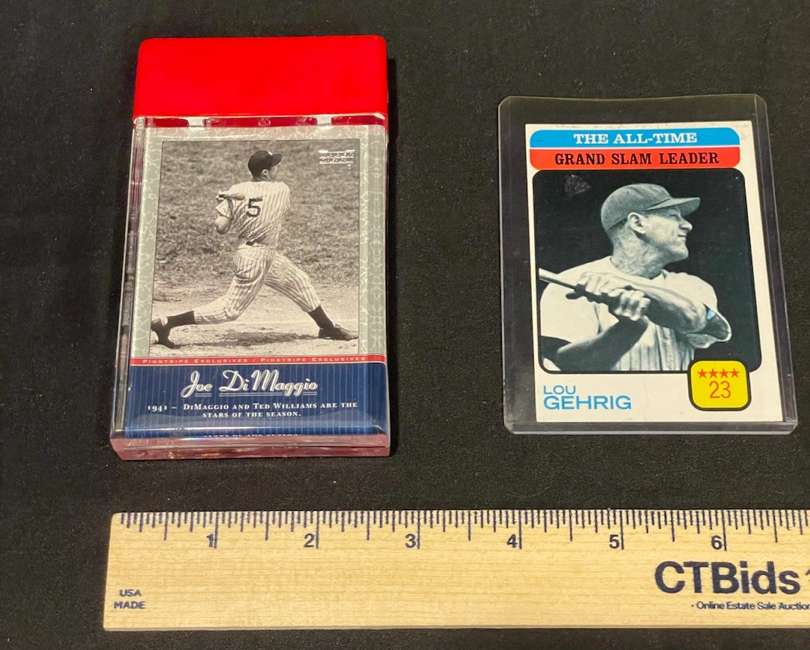 5
PINSTRIPE EXCLUSIVES · PINSTRIPE EXCLUSIVES
Joe DiMaggio
1941 – DIMAGGIO AND TED WILLIAMS ARE THE
STARS OF THE SEASON.
THE ALL-TIME
GRAND SLAM LEADER
LOU
GEHRIG
23
1 2 3 4 5 6
USA
MADE
CTBids
- Online Estate Sale Auction